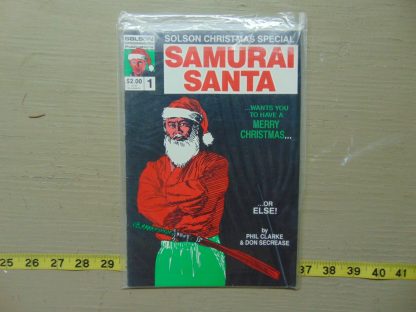 SOLSON
SOLSON CHRISTMAS SPECIAL
SAMURAI
SANTA
$2.00
1
...WANTS YOU
TO HAVE A
MERRY
CHRISTMAS...
...OR
ELSE!
by
PHIL CLARKE
& DON SECREASE
25 26 27 28 29 37 38 39 40 41